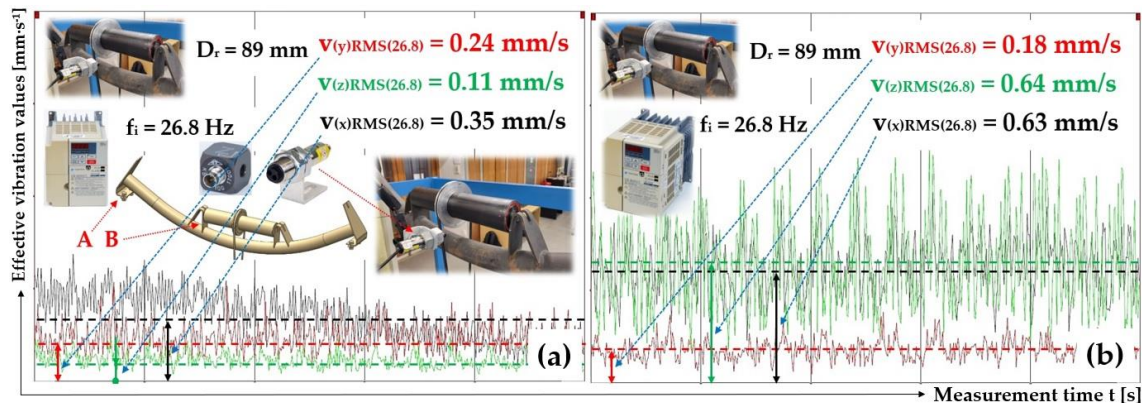 Effective vibration values [mm·s⁻¹]
Dᵣ = 89 mm
v(y)RMS(26.8) = 0.24 mm/s
v(z)RMS(26.8) = 0.11 mm/s
fᵢ = 26.8 Hz
v(x)RMS(26.8) = 0.35 mm/s
A B
(a)
Dᵣ = 89 mm
v(y)RMS(26.8) = 0.18 mm/s
v(z)RMS(26.8) = 0.64 mm/s
fᵢ = 26.8 Hz
v(x)RMS(26.8) = 0.63 mm/s
(b)
Measurement time t [s]